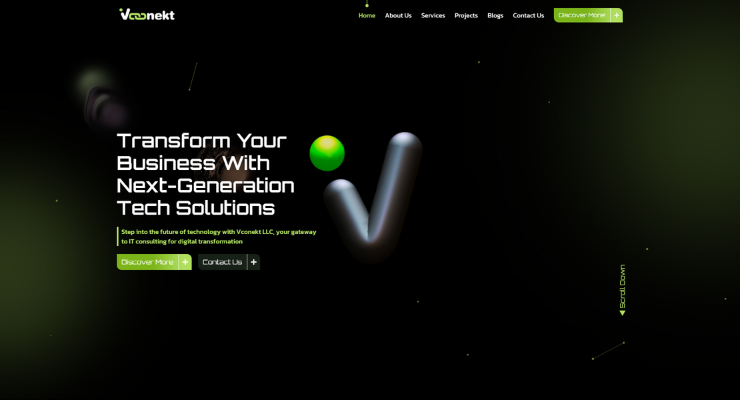 Vconekt
Home About Us Services Projects Blogs Contact Us Discover More +
Transform Your
Business With
Next-Generation
Tech Solutions
Step into the future of technology with Vconekt LLC, your gateway
to IT consulting for digital transformation
Discover More + Contact Us +
Scroll Down